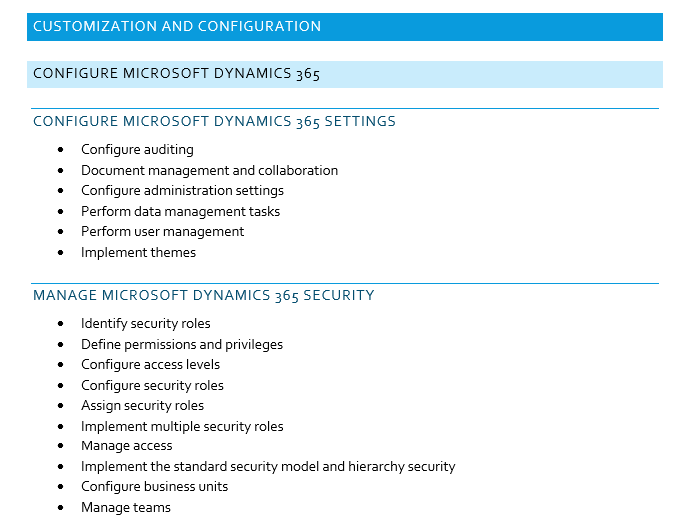 CUSTOMIZATION AND CONFIGURATION
CONFIGURE MICROSOFT DYNAMICS 365
CONFIGURE MICROSOFT DYNAMICS 365 SETTINGS
• Configure auditing
• Document management and collaboration
• Configure administration settings
• Perform data management tasks
• Perform user management
• Implement themes
MANAGE MICROSOFT DYNAMICS 365 SECURITY
• Identify security roles
• Define permissions and privileges
• Configure access levels
• Configure security roles
• Assign security roles
• Implement multiple security roles
• Manage access
• Implement the standard security model and hierarchy security
• Configure business units
• Manage teams